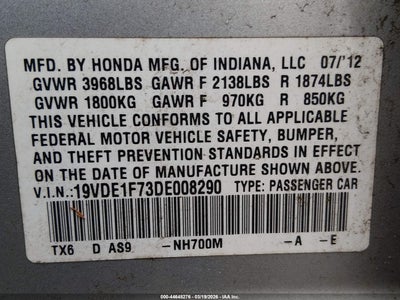 MFD. BY HONDA MFG. OF INDIANA, LLC 07/'12
GVWR 3968LBS GAWR F 2138LBS R 1874LBS
GVWR 1800KG GAWR F 970KG R 850KG
THIS VEHICLE CONFORMS TO ALL APPLICABLE
FEDERAL MOTOR VEHICLE SAFETY, BUMPER,
AND THEFT PREVENTION STANDARDS IN EFFECT
ON THE DATE OF MANUFACTURE SHOWN ABOVE.
V.I.N.:19VDE1F73DE008290 TYPE: PASSENGER CAR
TX6 D AS9 -NH700M -A -E
000-44648276 - 03/19/2026 - IAAI.COM